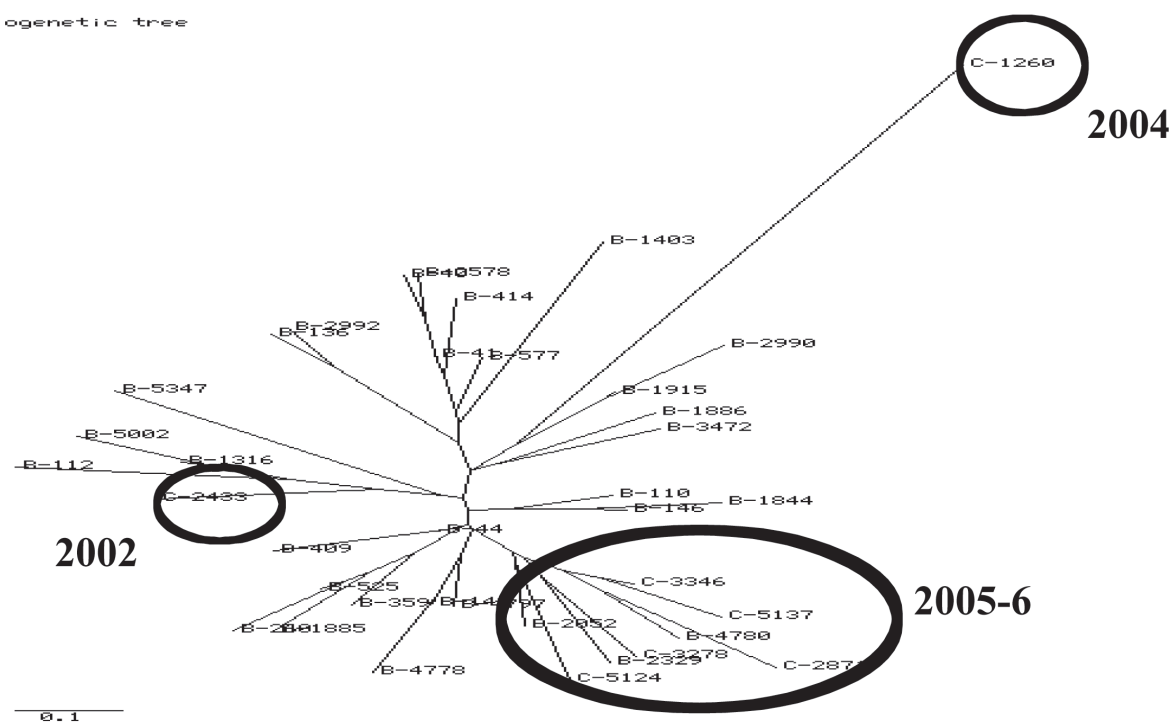 ogenetic tree
C-1260
2004
B-1403
B-414
B-2992
B-136
B-41
B-577
B-2990
B-5347
B-1915
B-1886
B-3472
B-5002
B-1316
B-112
C-2433
B-110
B-1844
B-146
B-44
2002
B-409
B-525
C-3346
2005-6
B-359
C-5137
B-2052
B-4780
C-3278
B-2329
B-4778
C-5124
0.1